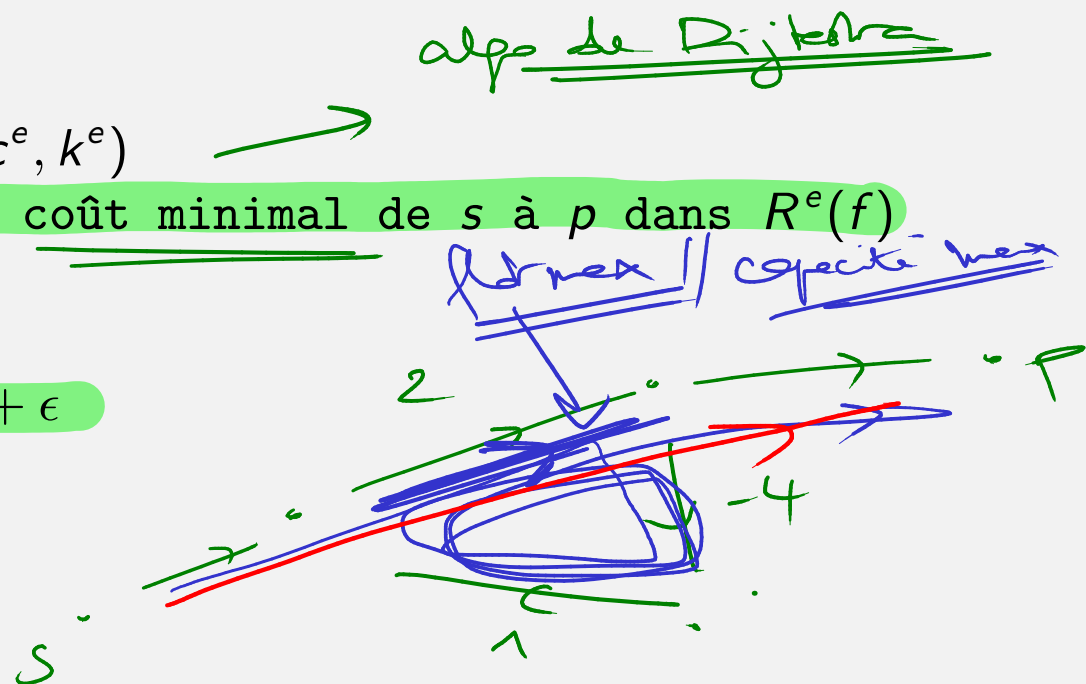 algo de Dijkstra
c^e, k^e)
coût minimal de s à p dans R^e(f)
flot max || capacité max
2
p
+ ϵ
-4
s
1